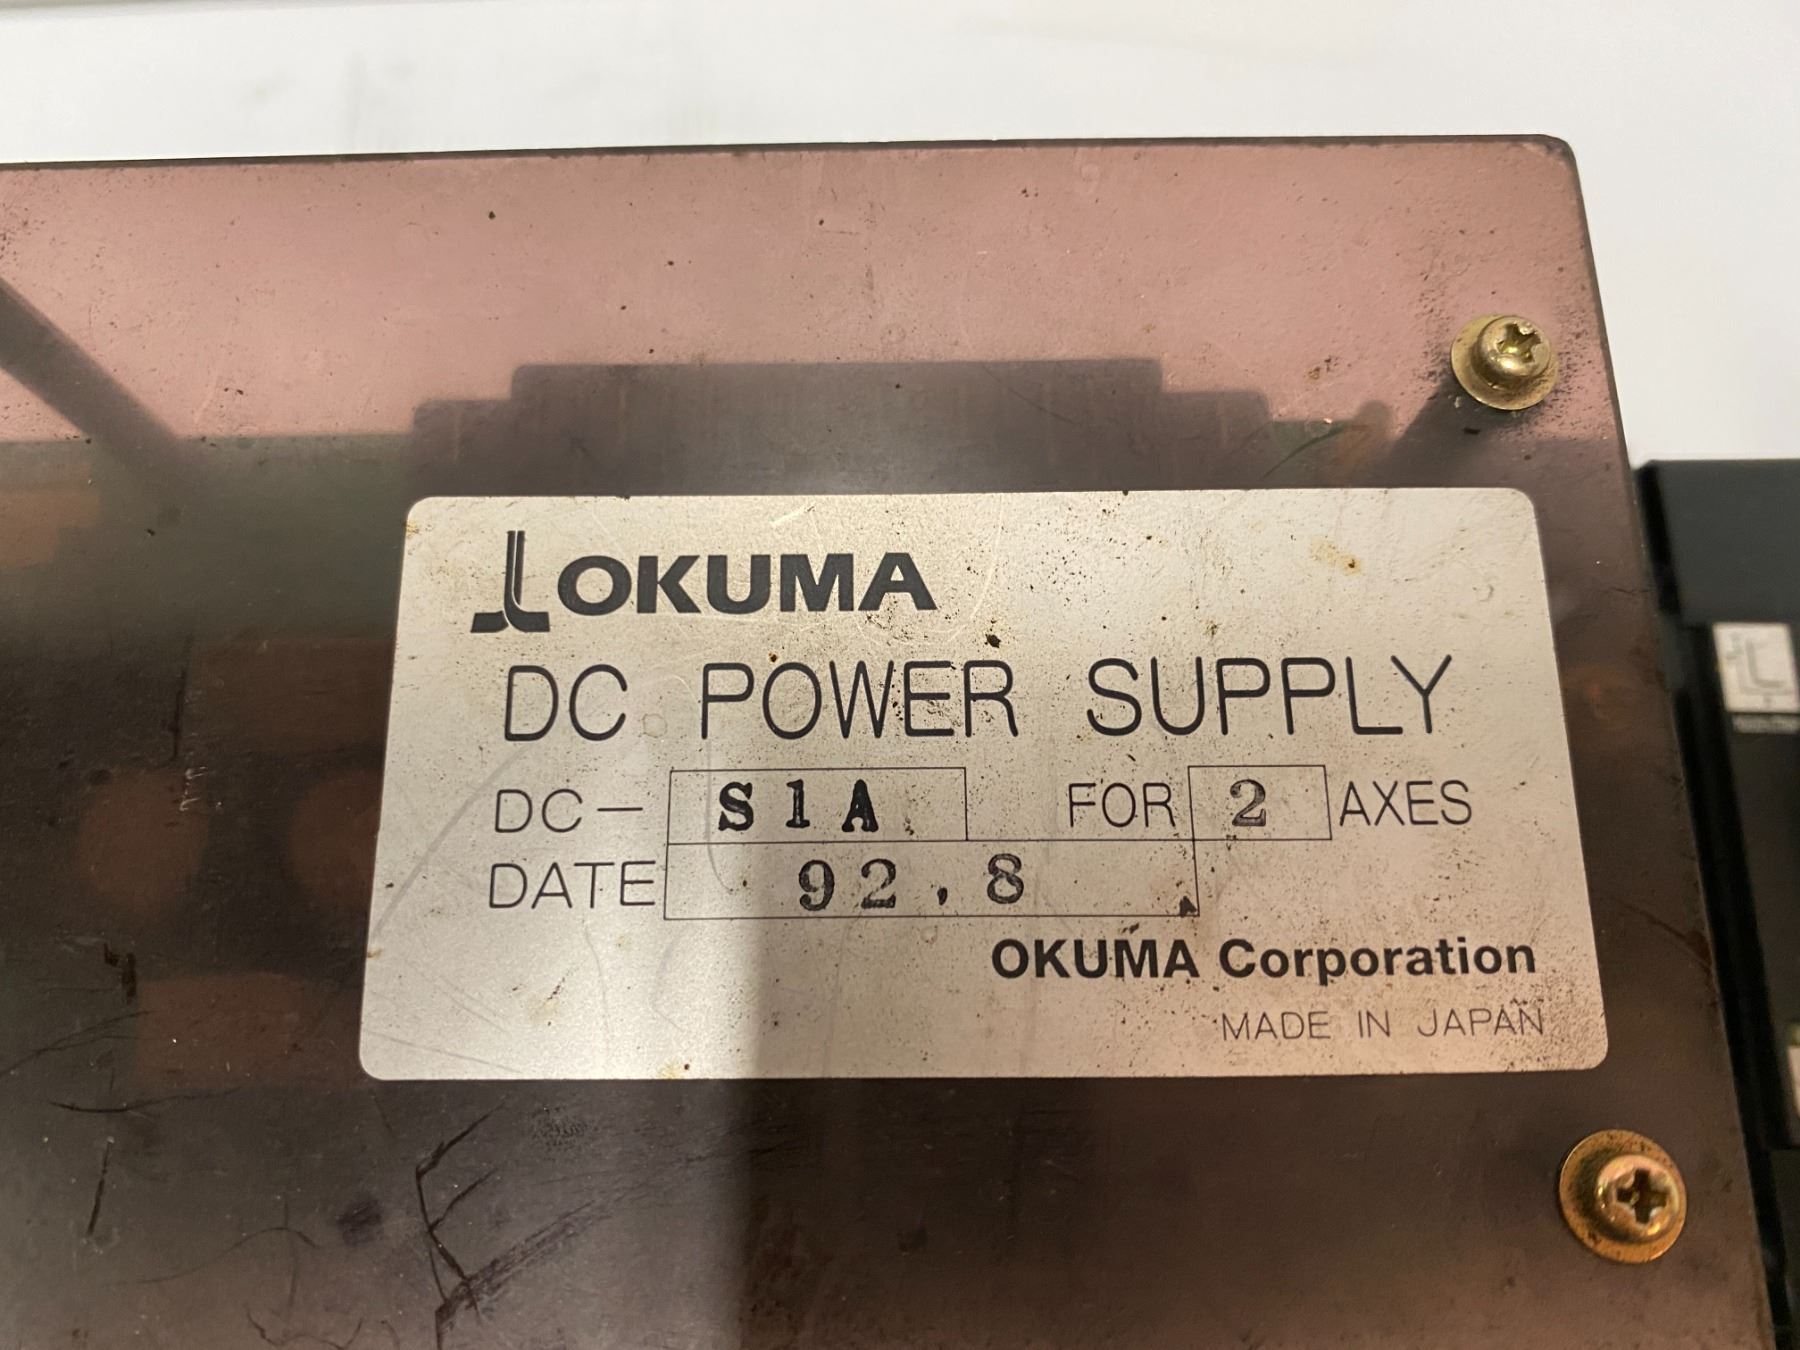 OKUMA
DC POWER SUPPLY
DC- S1A FOR 2 AXES
DATE 92.8
OKUMA Corporation
MADE IN JAPAN